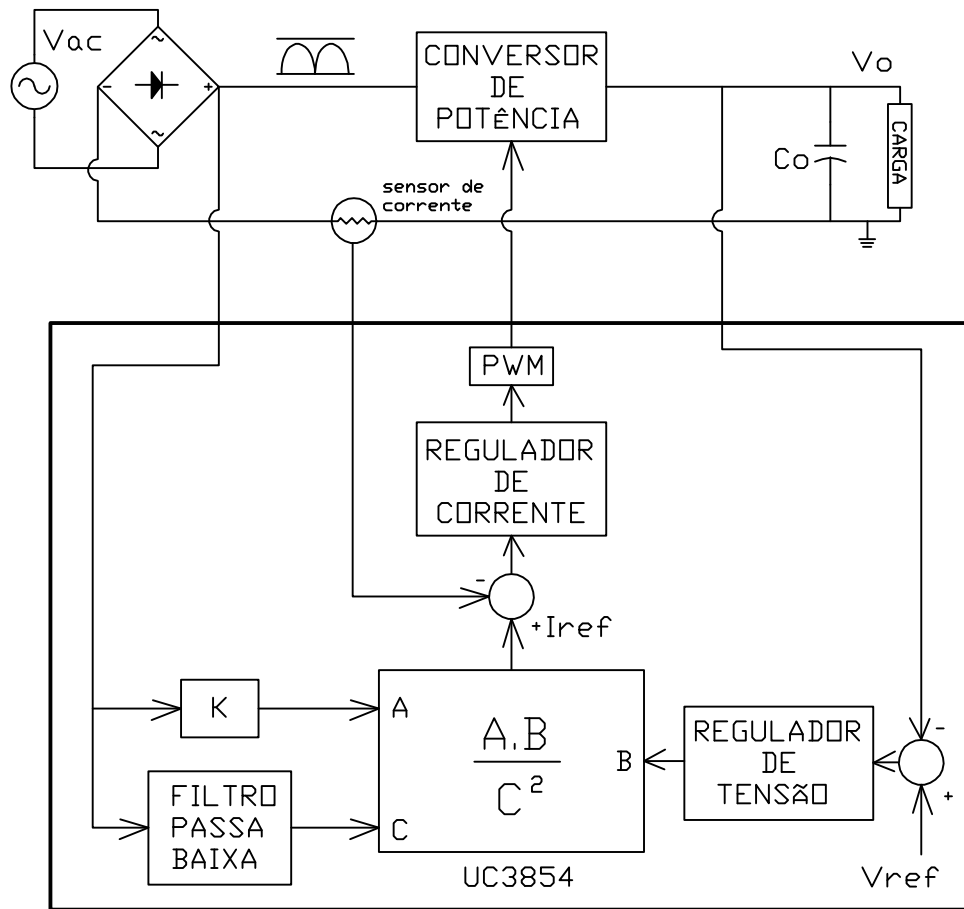 Vac
~
-
+
~
CONVERSOR
DE
POTÊNCIA
Vo
Co
CARGA
sensor de
corrente
PWM
REGULADOR
DE
CORRENTE
-
+Iref
K
A
A.B
C²
B
C
FILTRO
PASSA
BAIXA
UC3854
REGULADOR
DE
TENSÃO
-
+
Vref